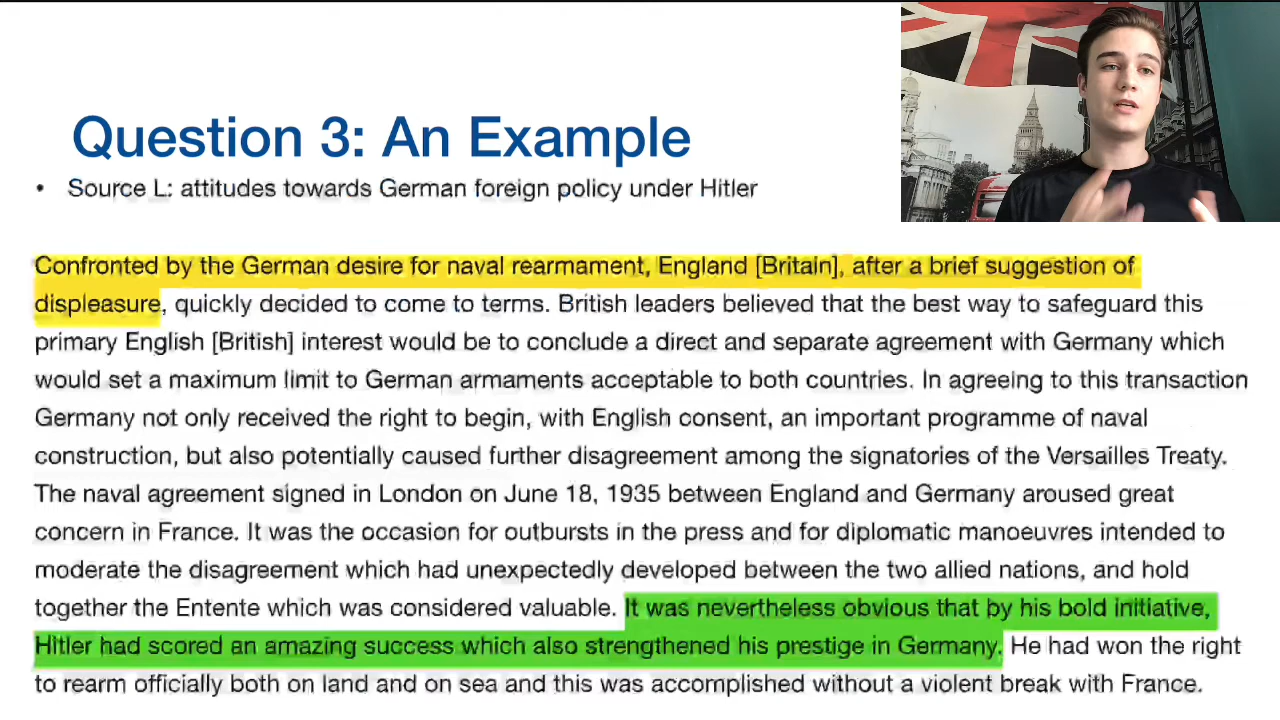 Question 3: An Example
• Source L: attitudes towards German foreign policy under Hitler
Confronted by the German desire for naval rearmament, England [Britain], after a brief suggestion of
displeasure, quickly decided to come to terms. British leaders believed that the best way to safeguard this
primary English [British] interest would be to conclude a direct and separate agreement with Germany which
would set a maximum limit to German armaments acceptable to both countries. In agreeing to this transaction
Germany not only received the right to begin, with English consent, an important programme of naval
construction, but also potentially caused further disagreement among the signatories of the Versailles Treaty.
The naval agreement signed in London on June 18, 1935 between England and Germany aroused great
concern in France. It was the occasion for outbursts in the press and for diplomatic manoeuvres intended to
moderate the disagreement which had unexpectedly developed between the two allied nations, and hold
together the Entente which was considered valuable. It was nevertheless obvious that by his bold initiative,
Hitler had scored an amazing success which also strengthened his prestige in Germany. He had won the right
to rearm officially both on land and on sea and this was accomplished without a violent break with France.